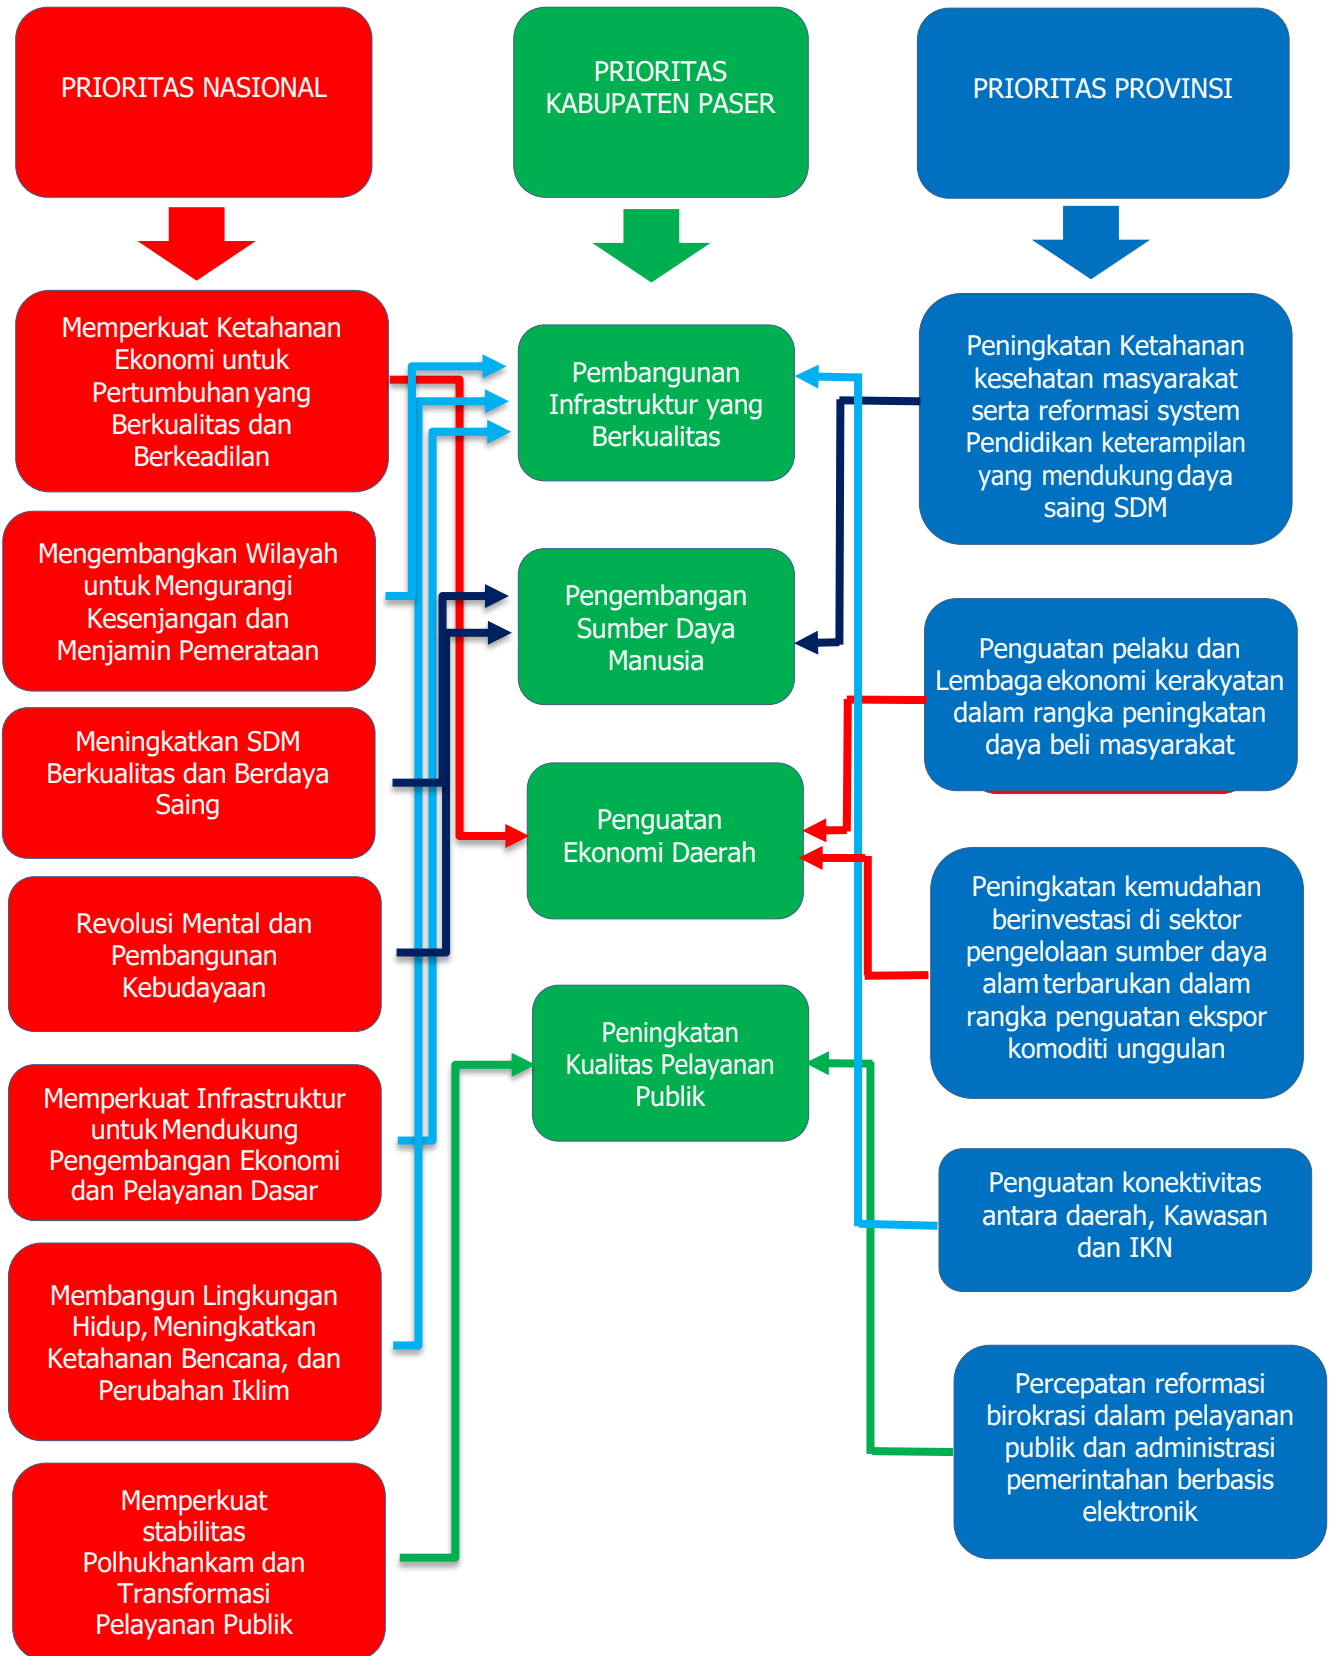 PRIORITAS NASIONAL
PRIORITAS
KABUPATEN PASER
PRIORITAS PROVINSI
Memperkuat Ketahanan
Ekonomi untuk
Pertumbuhan yang
Berkualitas dan
Berkeadilan
Mengembangkan Wilayah
untuk Mengurangi
Kesenjangan dan
Menjamin Pemerataan
Meningkatkan SDM
Berkualitas dan Berdaya
Saing
Revolusi Mental dan
Pembangunan
Kebudayaan
Memperkuat Infrastruktur
untuk Mendukung
Pengembangan Ekonomi
dan Pelayanan Dasar
Membangun Lingkungan
Hidup, Meningkatkan
Ketahanan Bencana, dan
Perubahan Iklim
Memperkuat
stabilitas
Polhukhankam dan
Transformasi
Pelayanan Publik
Pembangunan
Infrastruktur yang
Berkualitas
Pengembangan
Sumber Daya
Manusia
Penguatan
Ekonomi Daerah
Peningkatan
Kualitas Pelayanan
Publik
Peningkatan Ketahanan
kesehatan masyarakat
serta reformasi system
Pendidikan keterampilan
yang mendukung daya
saing SDM
Penguatan pelaku dan
Lembaga ekonomi kerakyatan
dalam rangka peningkatan
daya beli masyarakat
Peningkatan kemudahan
berinvestasi di sektor
pengelolaan sumber daya
alam terbarukan dalam
rangka penguatan ekspor
komoditi unggulan
Penguatan konektivitas
antara daerah, Kawasan
dan IKN
Percepatan reformasi
birokrasi dalam pelayanan
publik dan administrasi
pemerintahan berbasis
elektronik